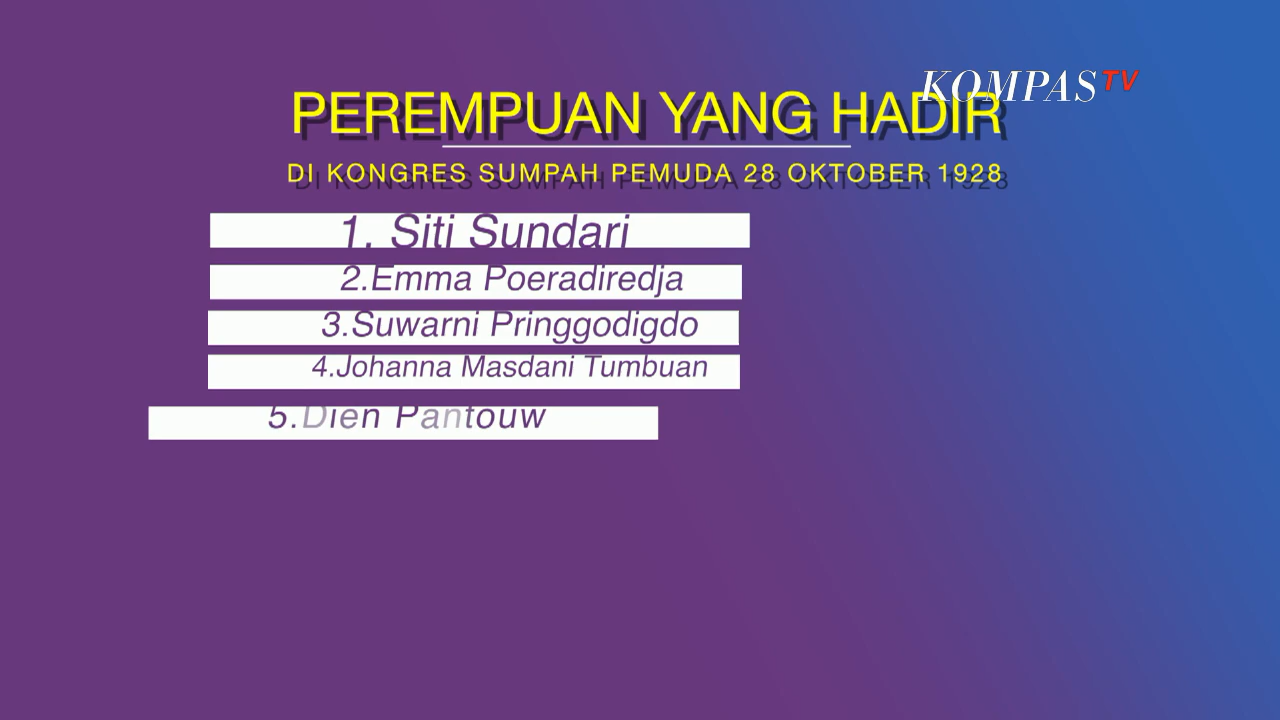 KOMPAS TV
PEREMPUAN YANG HADIR
DI KONGRES SUMPAH PEMUDA 28 OKTOBER 1928
1. Siti Sundari
2.Emma Poeradiredja
3.Suwarni Pringgodigdo
4.Johanna Masdani Tumbuan
5.Dien Pantouw